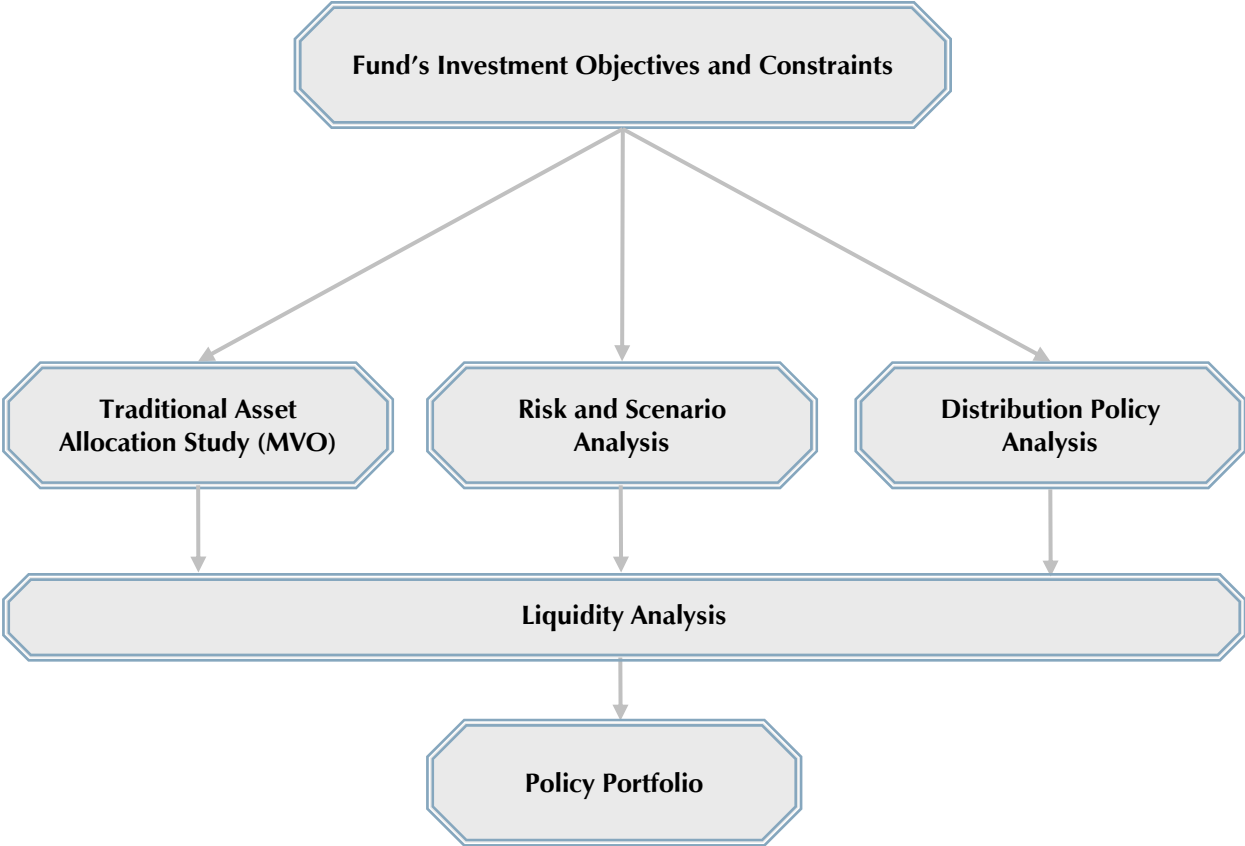 Fund’s Investment Objectives and Constraints
Traditional Asset
Allocation Study (MVO)
Risk and Scenario
Analysis
Distribution Policy
Analysis
Liquidity Analysis
Policy Portfolio